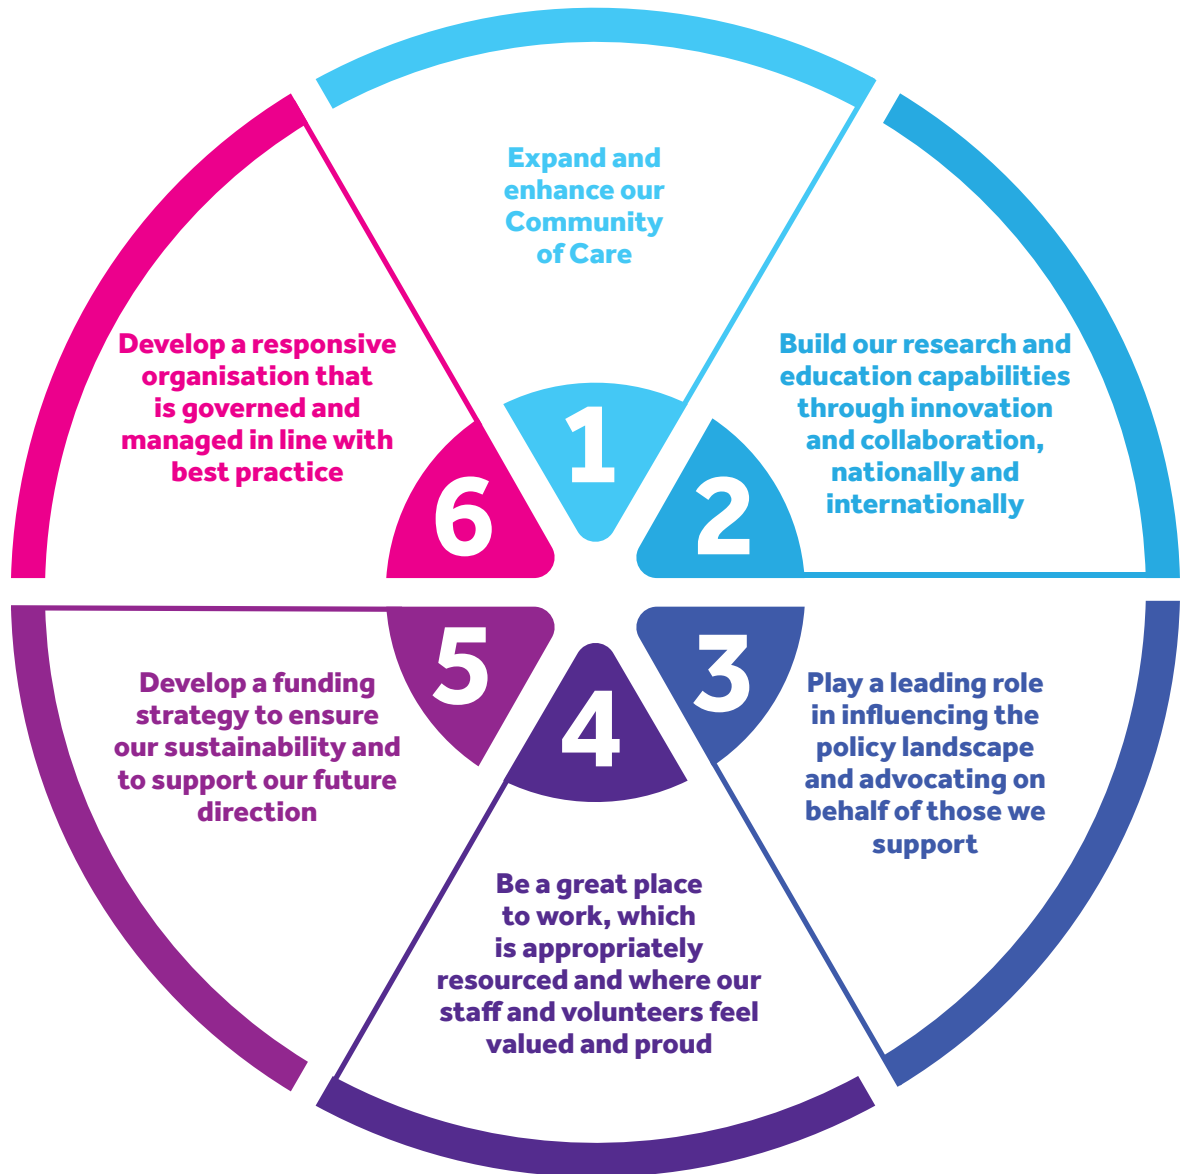 1
Expand and
enhance our
Community
of Care
2
Build our research and
education capabilities
through innovation
and collaboration,
nationally and
internationally
3
Play a leading role
in influencing the
policy landscape
and advocating on
behalf of those we
support
4
Be a great place
to work, which
is appropriately
resourced and where our
staff and volunteers feel
valued and proud
5
Develop a funding
strategy to ensure
our sustainability and
to support our future
direction
6
Develop a responsive
organisation that
is governed and
managed in line with
best practice